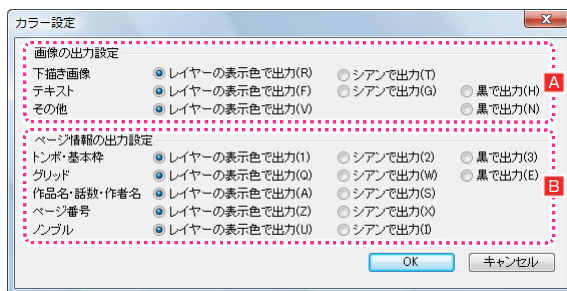 カラー設定
画像の出力設定
下描き画像 レイヤーの表示色で出力(R) シアンで出力(T)
テキスト レイヤーの表示色で出力(F) シアンで出力(G) 黒で出力(H)
その他 レイヤーの表示色で出力(V) 黒で出力(N)
A
ページ情報の出力設定
トンボ・基本枠 レイヤーの表示色で出力(1) シアンで出力(2) 黒で出力(3)
グリッド レイヤーの表示色で出力(Q) シアンで出力(W) 黒で出力(E)
作品名・話数・作者名 レイヤーの表示色で出力(A) シアンで出力(S)
B
ページ番号 レイヤーの表示色で出力(Z) シアンで出力(X)
ノンブル レイヤーの表示色で出力(U) シアンで出力(I)
OK キャンセル